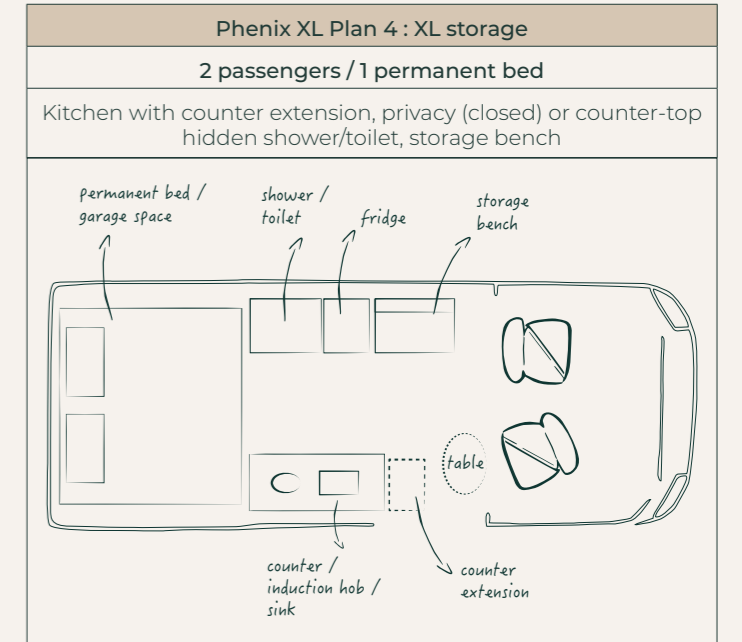 Phenix XL Plan 4 : XL storage
2 passengers / 1 permanent bed
Kitchen with counter extension, privacy (closed) or counter-top
hidden shower/toilet, storage bench
permanent bed /
garage space
shower /
toilet
fridge
storage
bench
table
counter /
induction hob /
sink
counter
extension